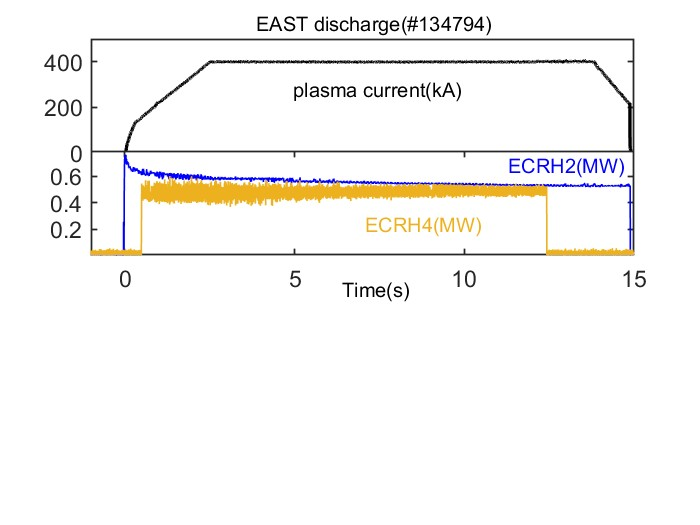 EAST discharge(#134794)
400
plasma current(kA)
200
0
ECRH2(MW)
0.6
0.4
ECRH4(MW)
0.2
0 5 10 15
Time(s)